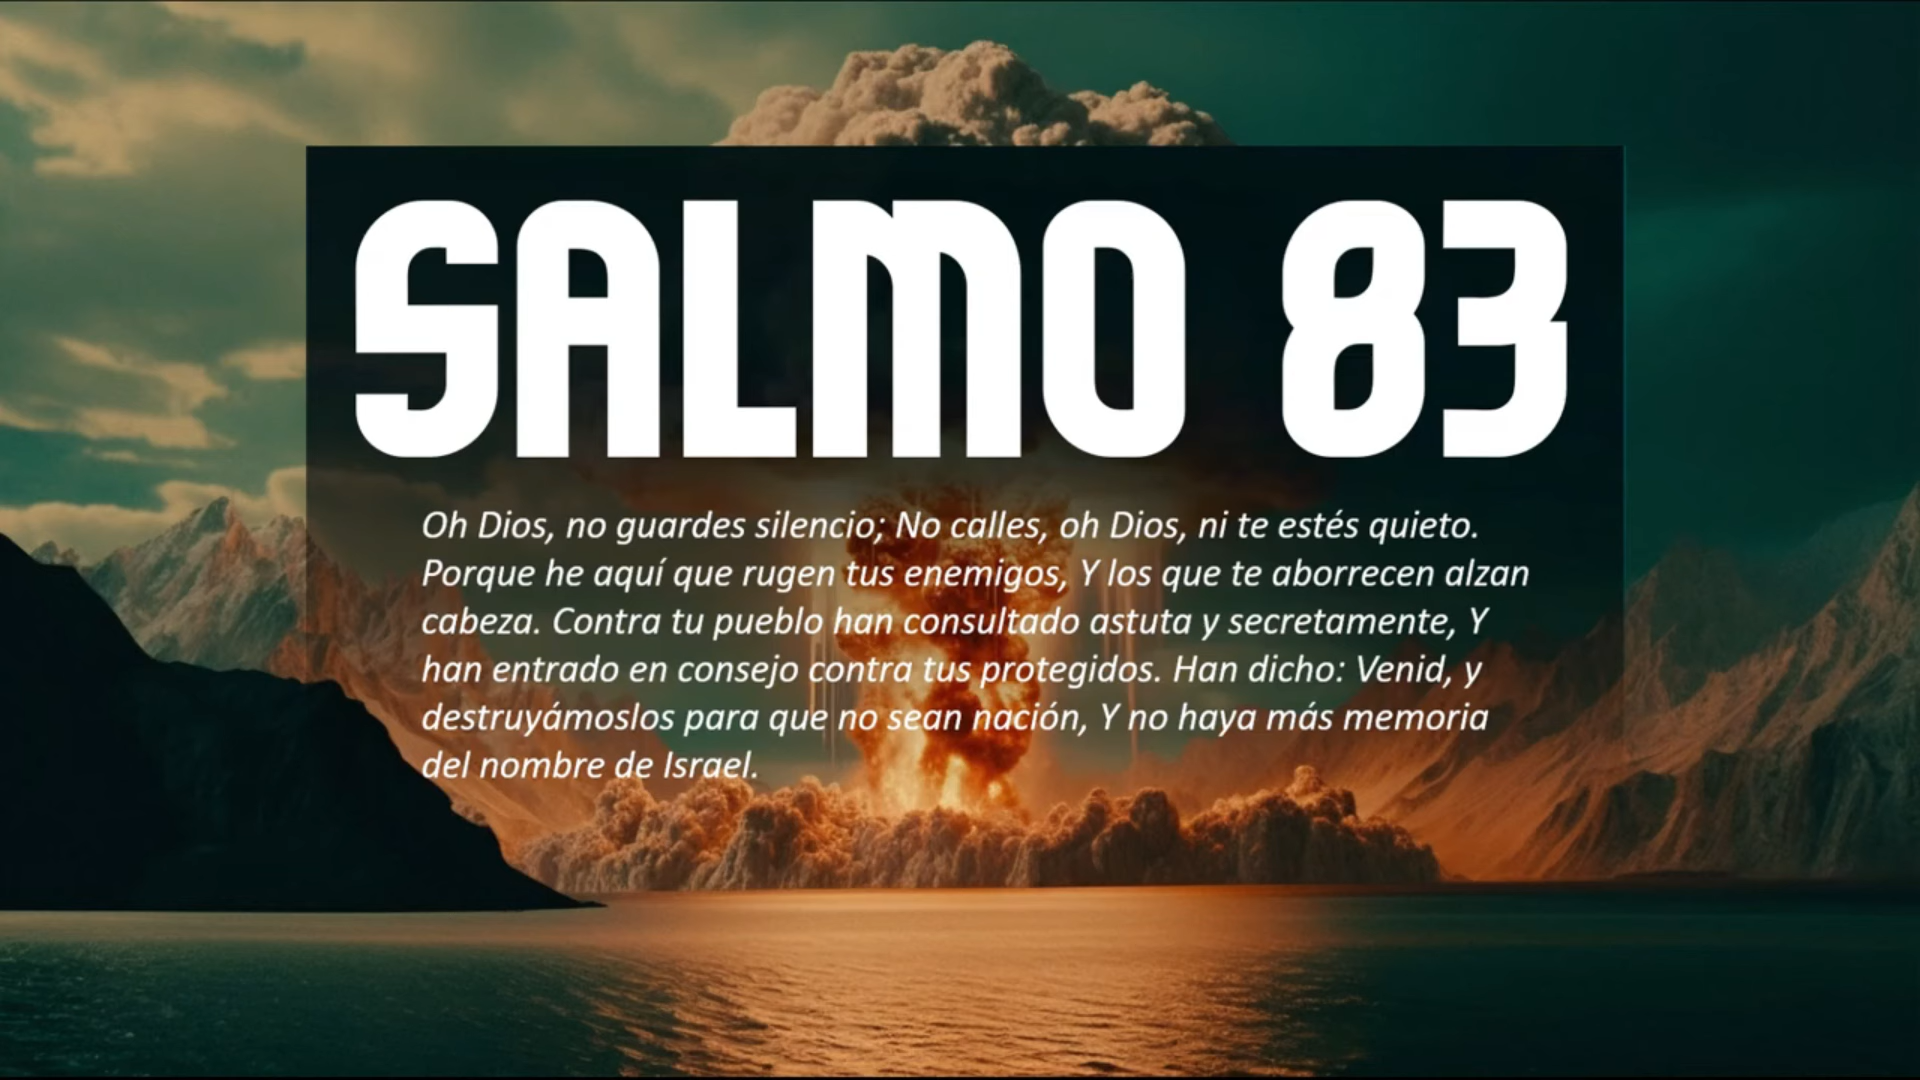 SALMO 83
Oh Dios, no guardes silencio; No calles, oh Dios, ni te estés quieto.
Porque he aquí que rugen tus enemigos, Y los que te aborrecen alzan
cabeza. Contra tu pueblo han consultado astuta y secretamente, Y
han entrado en consejo contra tus protegidos. Han dicho: Venid, y
destruyámoslos para que no sean nación, Y no haya más memoria
del nombre de Israel.